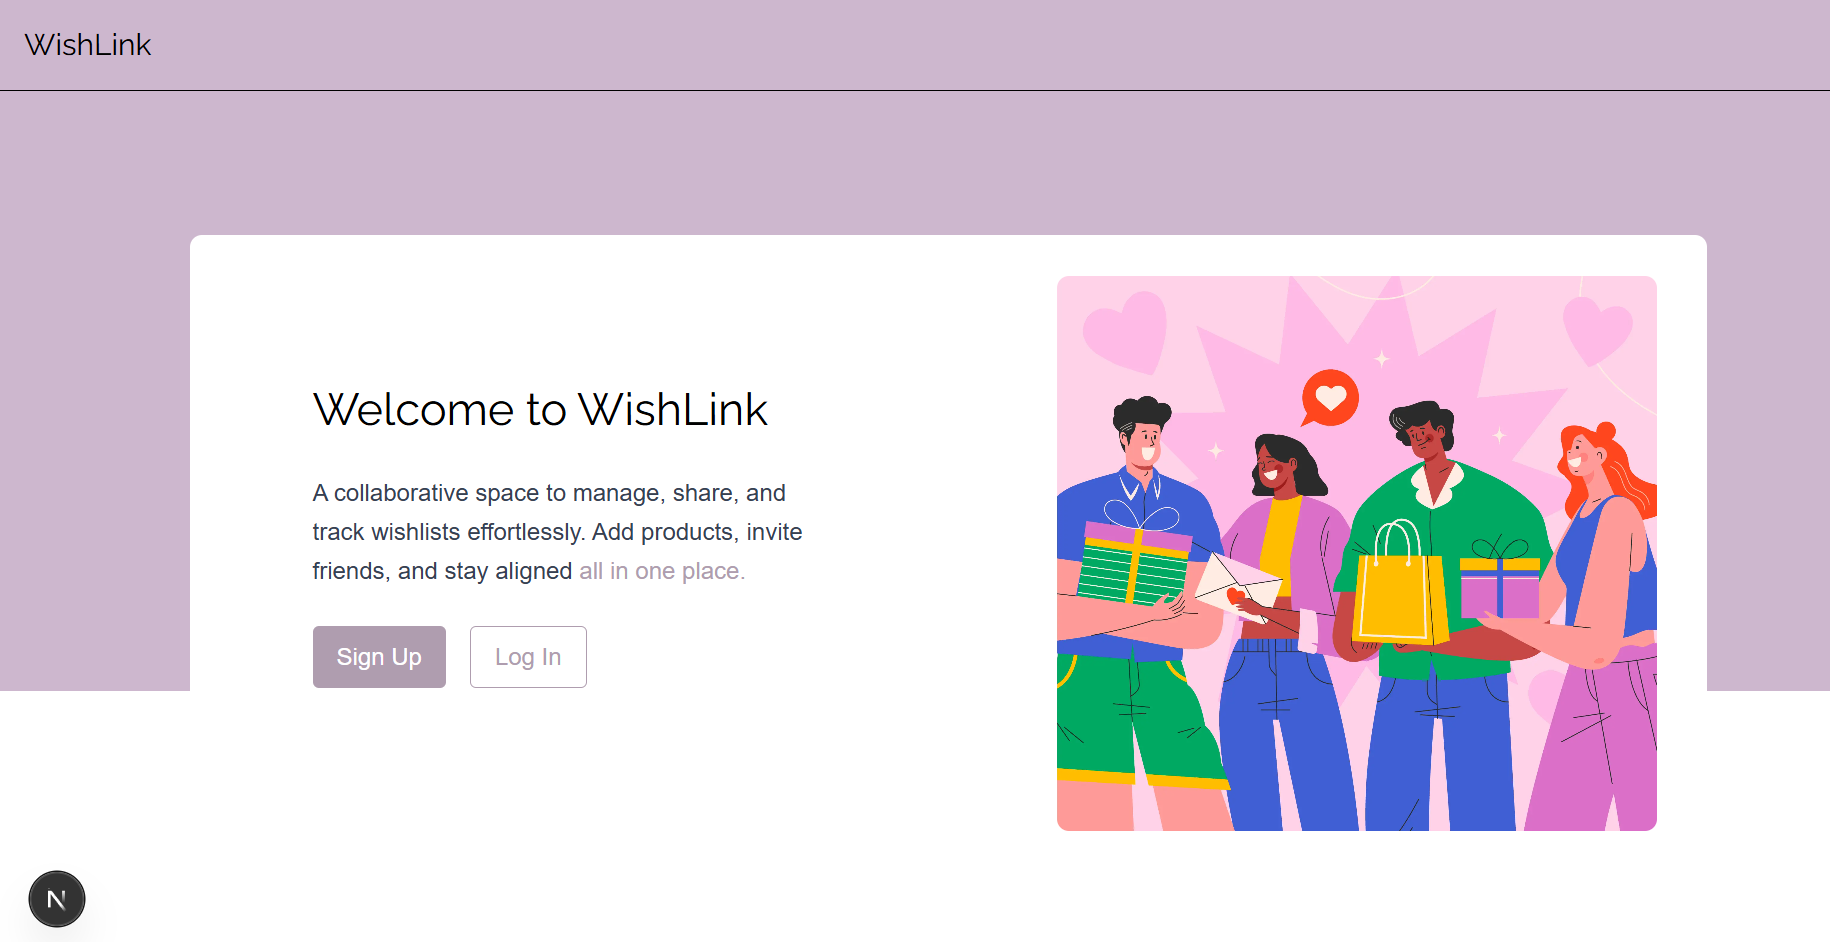 WishLink
Welcome to WishLink
A collaborative space to manage, share, and
track wishlists effortlessly. Add products, invite
friends, and stay aligned all in one place.
Sign Up
Log In
N